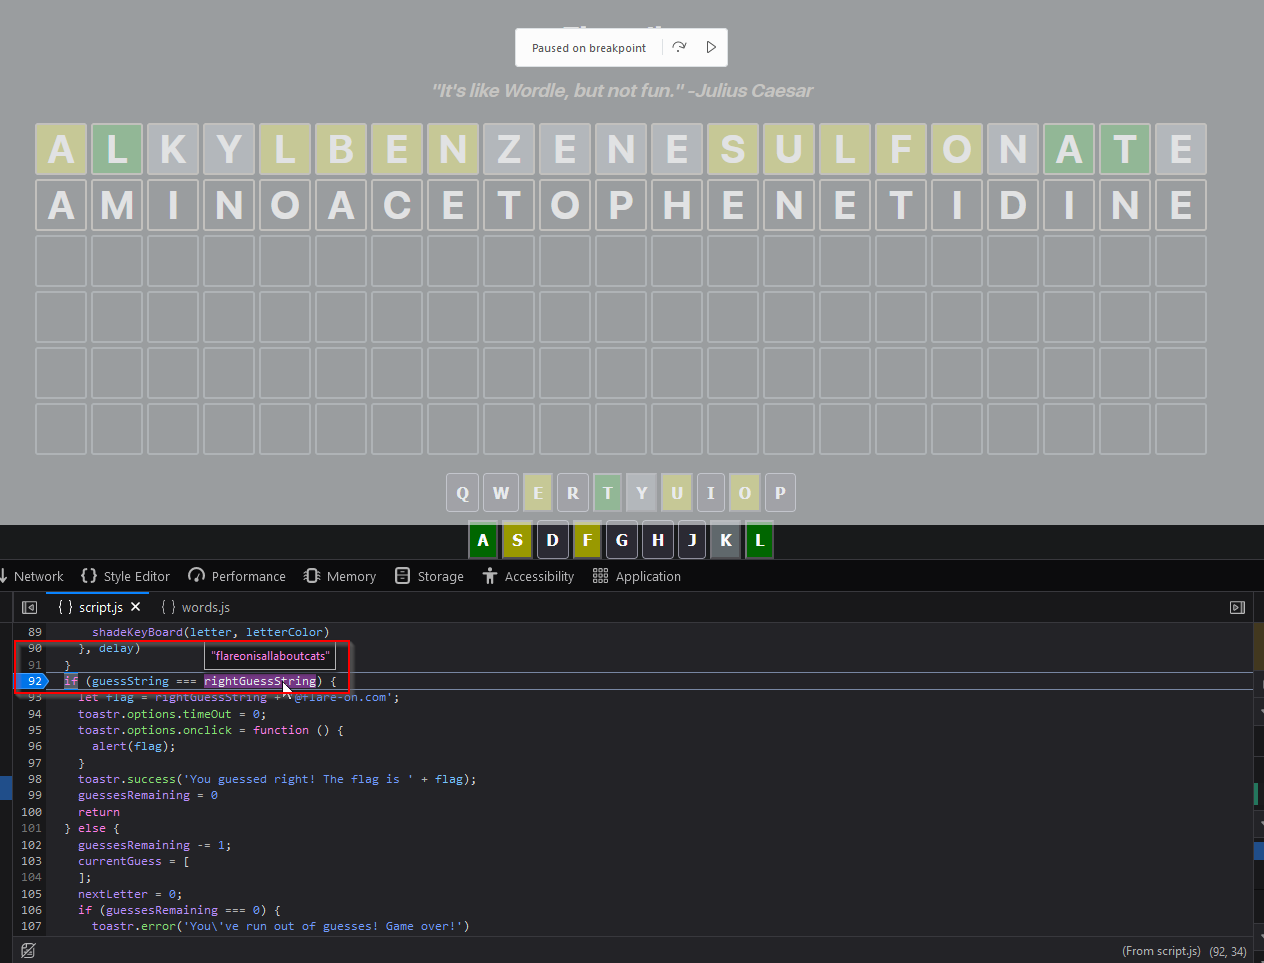 Paused on breakpoint
"It's like Wordle, but not fun." -Julius Caesar
A L K Y L B E N Z E N E S U L F O N A T E
A M I N O A C E T O P H E N E T I D I N E
Q W E R T Y U I O P
A S D F G H J K L
Network { } Style Editor Performance Memory Storage Accessibility Application
{ } script.js ✕ { } words.js
89 shadeKeyBoard(letter, letterColor)
90 }, delay) "flareonisallaboutcats"
91 }
92 if (guessString === rightGuessString) {
93 let flag = rightGuessString + '@flare-on.com';
94 toastr.options.timeOut = 0;
95 toastr.options.onclick = function () {
96 alert(flag);
97 }
98 toastr.success('You guessed right! The flag is ' + flag);
99 guessesRemaining = 0
100 return
101 } else {
102 guessesRemaining -= 1;
103 currentGuess = [
104 ];
105 nextLetter = 0;
106 if (guessesRemaining === 0) {
107 toastr.error('You\'ve run out of guesses! Game over!')
(From script.js) (92, 34)